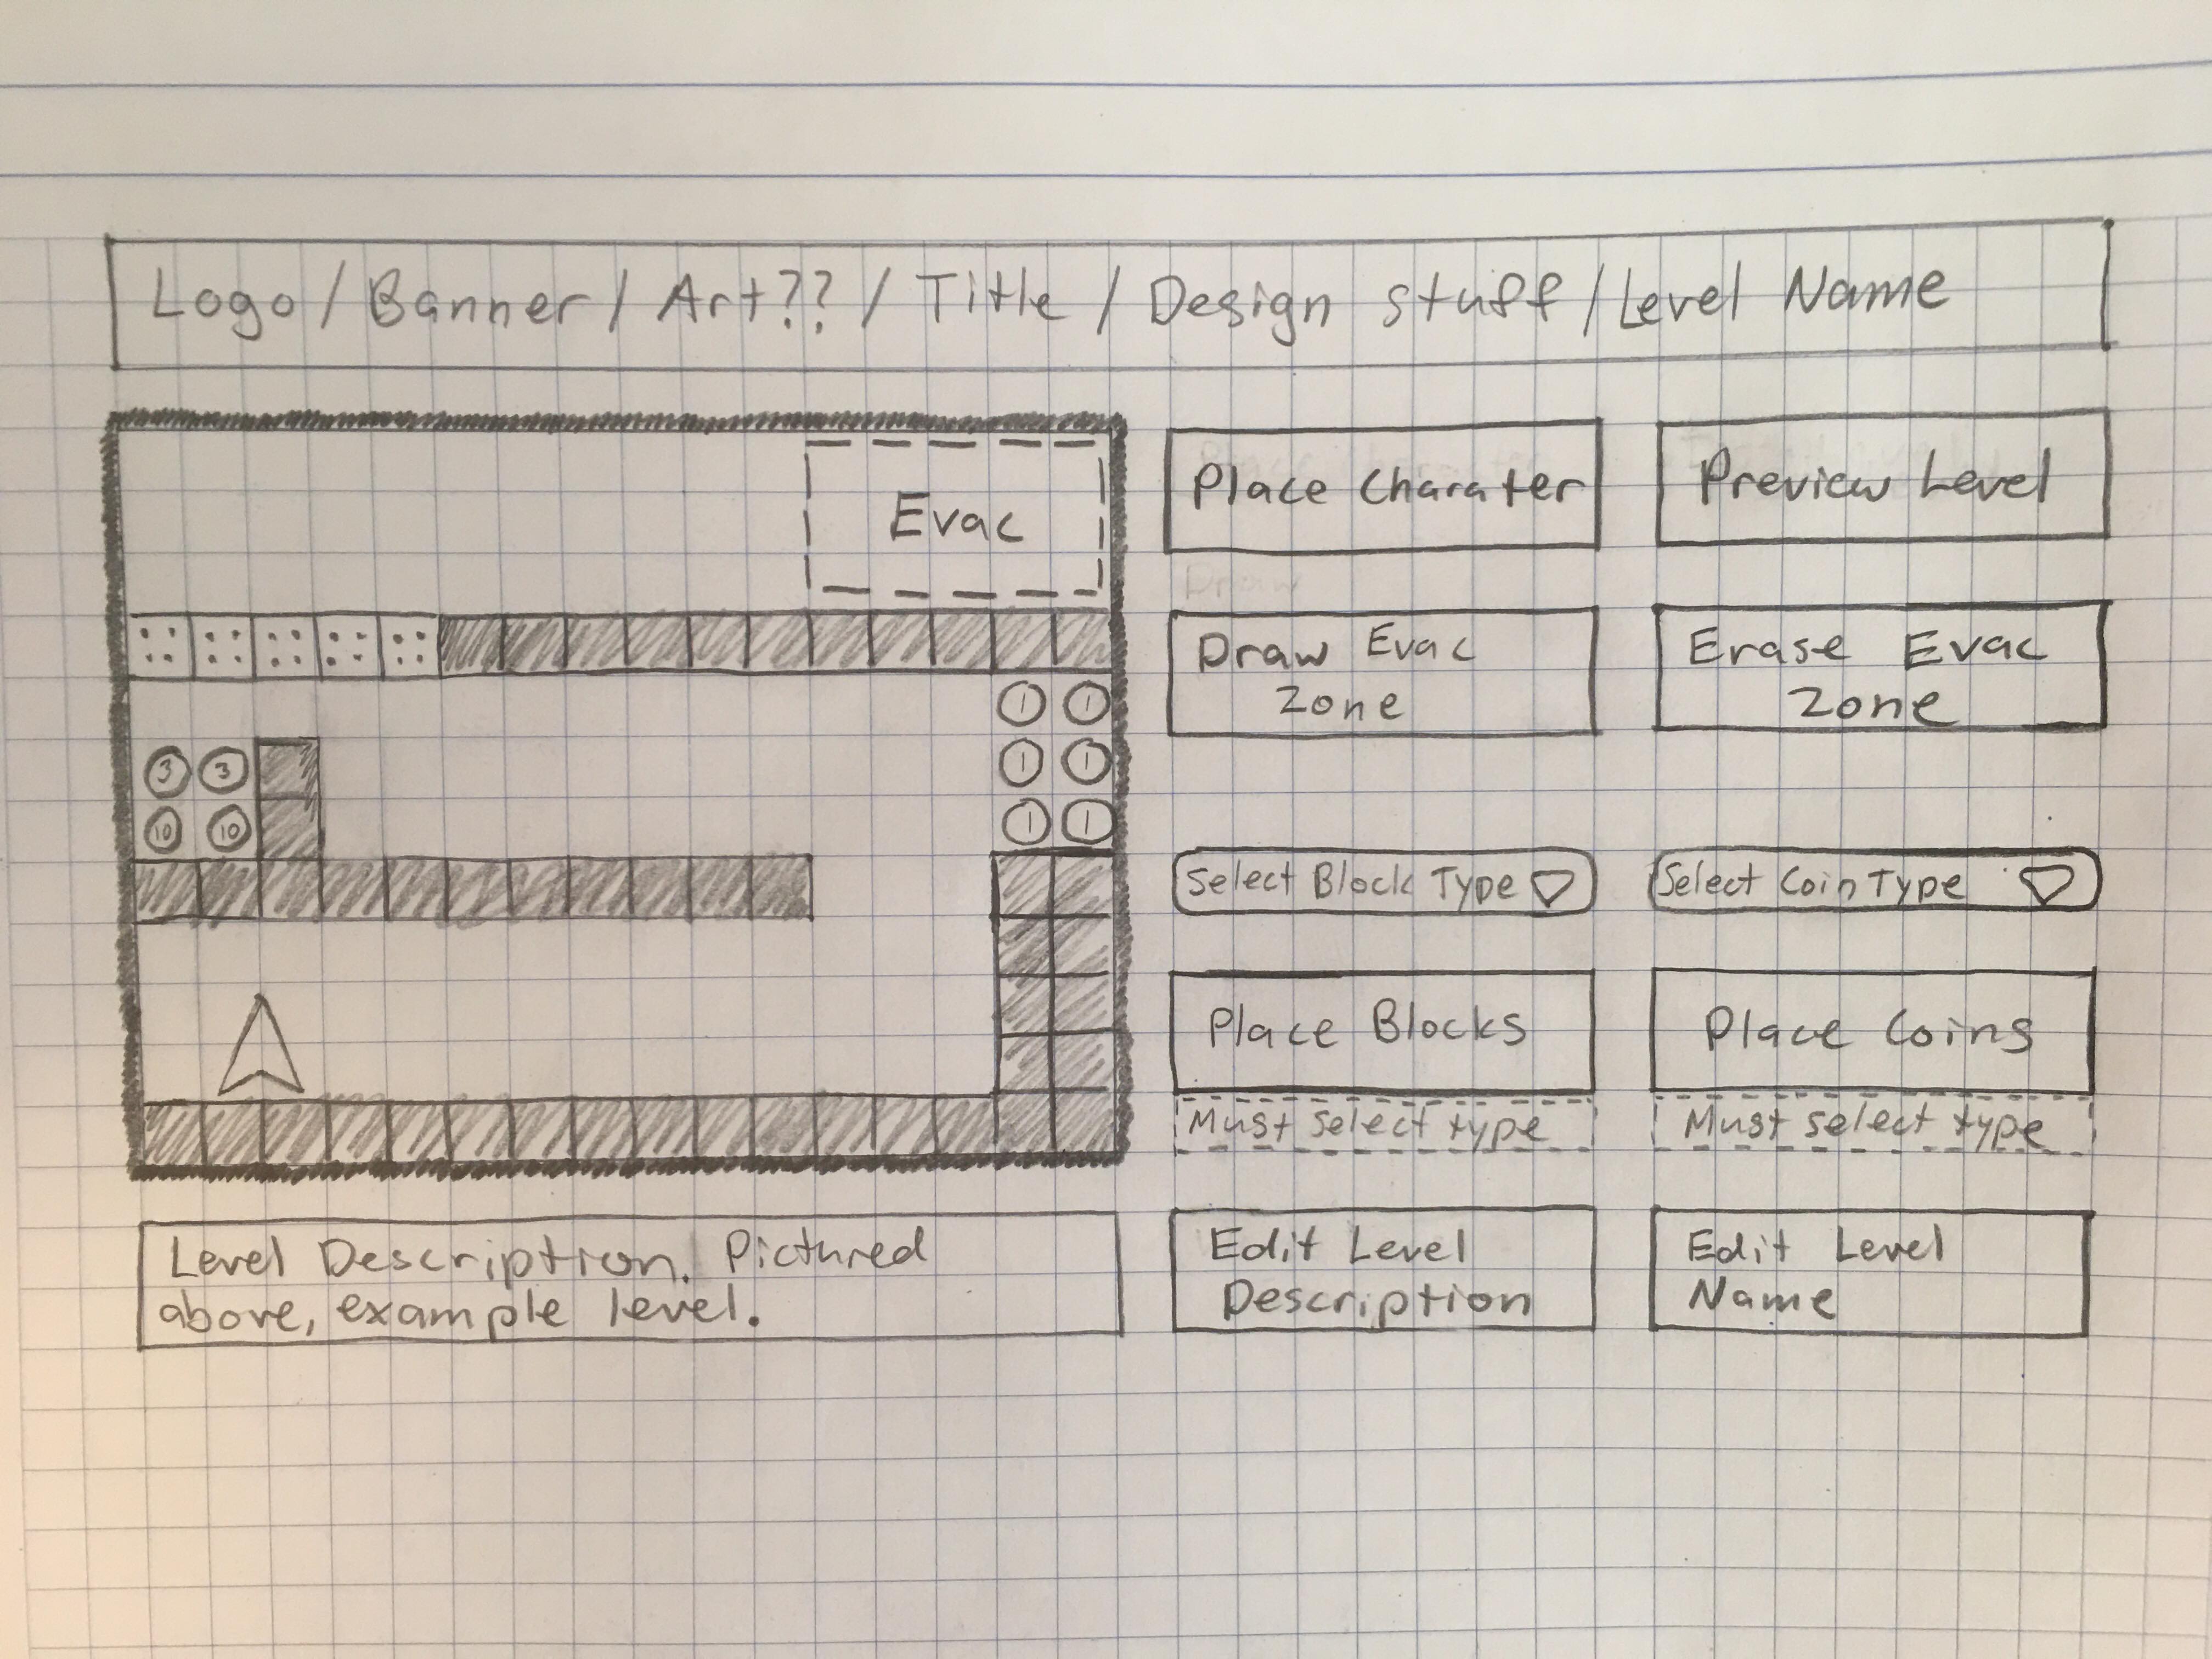 Logo / Banner / Art?? / Title / Design stuff / Level Name
Evac
Place Charater
Preview Level
Draw
Draw Evac
Zone
Erase Evac
Zone
1 1
1 1
1 1
3 3
10 10
Select Block Type
Select Coin Type
Place Blocks
Place Coins
Must select type
Must select type
Level Description. Pictured
above, example level.
Edit Level
Description
Edit Level
Name